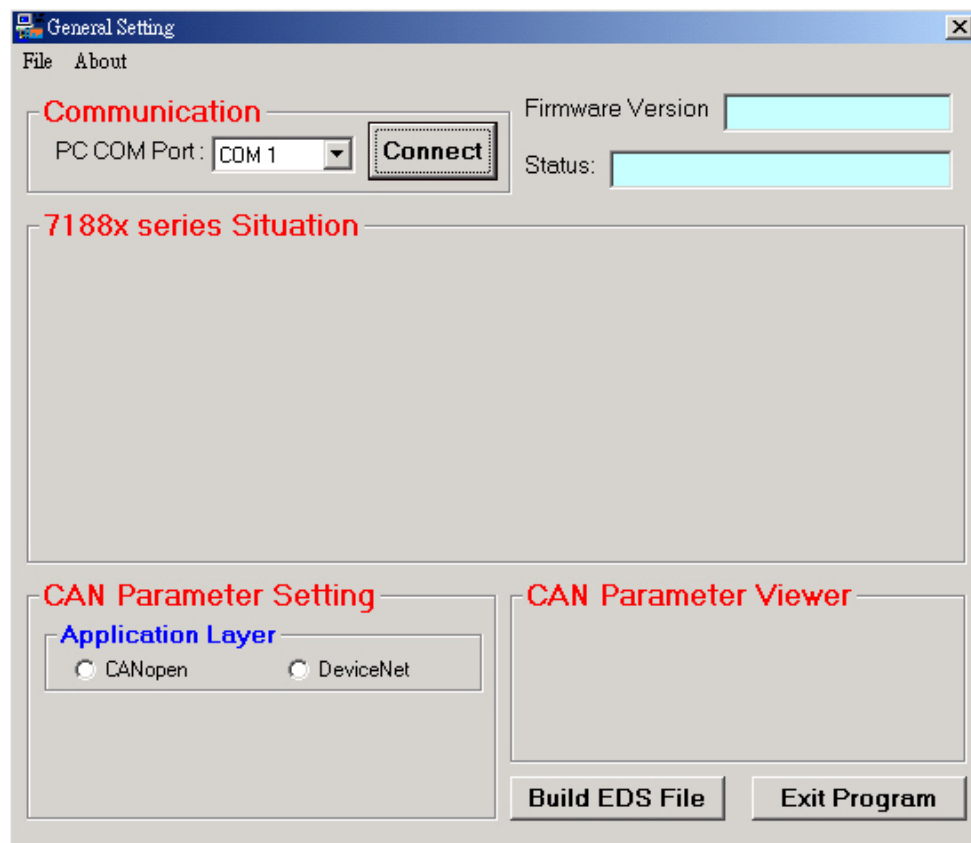 General Setting
File About
Communication
PC COM Port : COM 1
Connect
Firmware Version
Status:
7188x series Situation
CAN Parameter Setting
Application Layer
CANopen DeviceNet
CAN Parameter Viewer
Build EDS File Exit Program